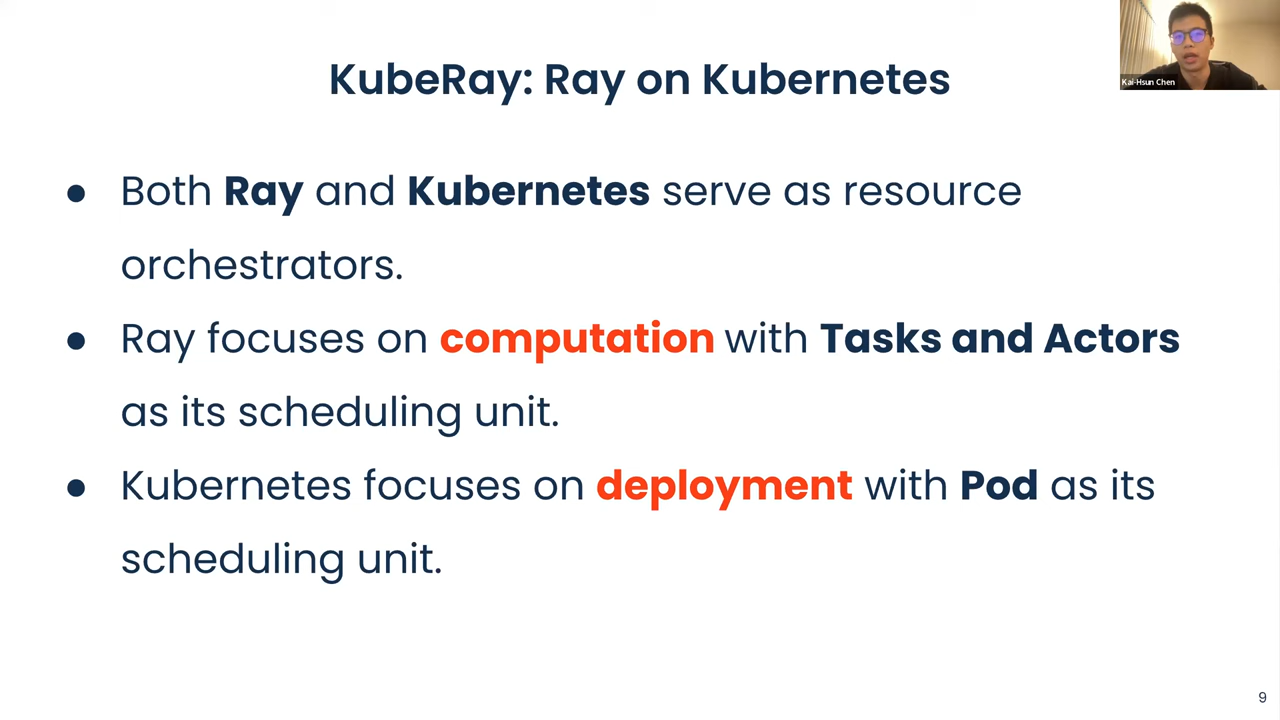 KubeRay: Ray on Kubernetes
Kai-Hsun Chen
● Both Ray and Kubernetes serve as resource
orchestrators.
● Ray focuses on computation with Tasks and Actors
as its scheduling unit.
● Kubernetes focuses on deployment with Pod as its
scheduling unit.
9